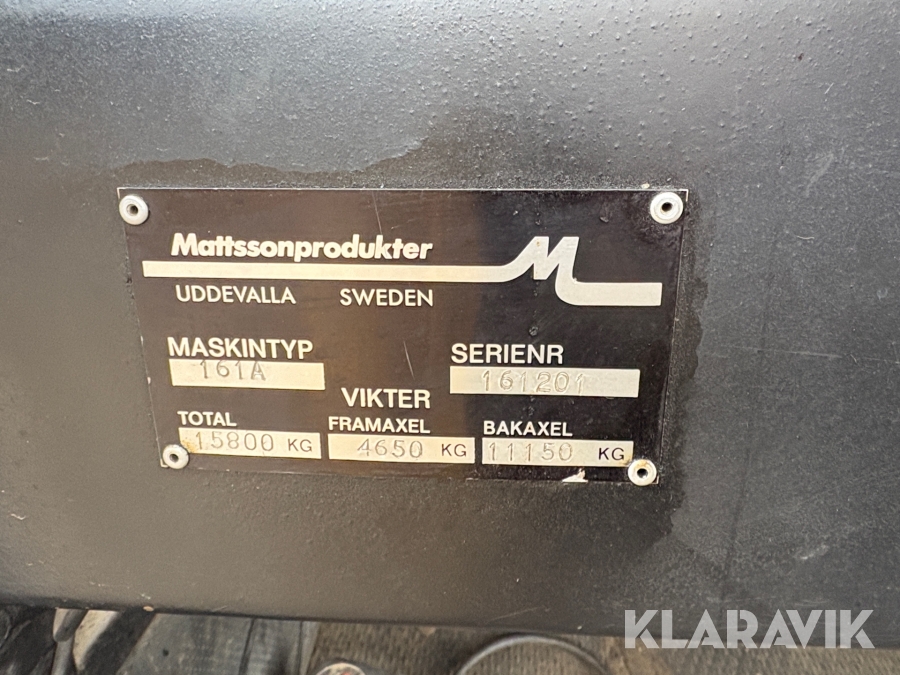 Mattssonprodukter
UDDEVALLA SWEDEN
MASKINTYP SERIENR
161A 161201
VIKTER
TOTAL FRAMAXEL BAKAXEL
15800 KG 4650 KG 11150 KG
KLARAVIK